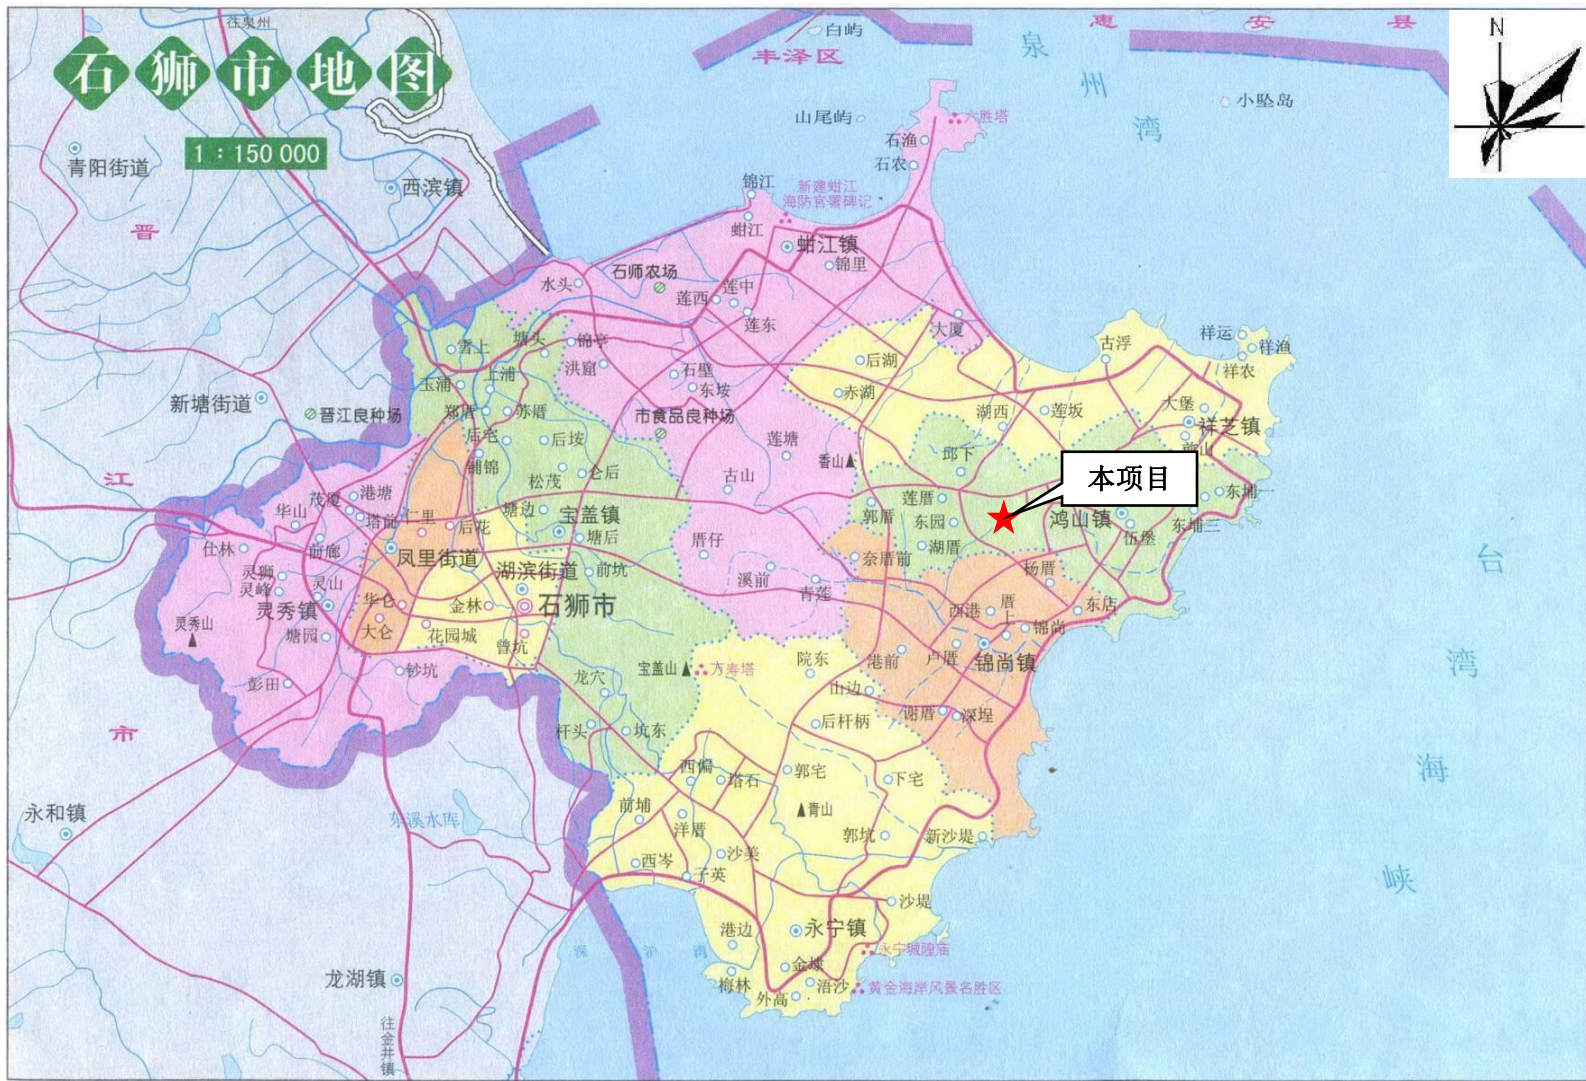 石狮市地图
1：150 000
往泉州
N
白屿
丰泽区
惠安县
泉州湾
小坠岛
山尾屿
六胜塔
石渔
石农
青阳街道
西滨镇
晋江市
锦江
新建蚶江
海防官署碑记
蚶江
蚶江镇
锦里
水头
石师农场
莲西
莲中
莲东
大厦
古浮
祥运
祥渔
祥农
雪上
塘头
锦亭
洪窟
石壁
东垵
后湖
赤湖
湖西
莲坂
大堡
祥芝镇
前山
玉浦
上浦
新塘街道
晋江良种场
郑厝
苏厝
市食品良种场
后宅
后垵
莲塘
香山
邱下
本项目
铺锦
松茂
仑后
古山
莲厝
东埔一
东埔三
华山
茂厦
港塘
塔前
仁里
后花
塘边
宝盖镇
塘后
郭厝
东园
鸿山镇
伍堡
仕林
前廊
凤里街道
湖滨街道
前坑
厝仔
湖厝
奈厝前
杨厝
台湾海峡
灵狮
灵峰
灵山
灵秀镇
华仑
金林
石狮市
溪前
青莲
西港
厝上
东店
锦尚
灵秀山
塘园
大仑
花园城
曾坑
宝盖山
万寿塔
院东
港前
卢厝
锦尚镇
彭田
钞坑
龙穴
山边
谢厝
深埕
杆头
坑东
后杆柄
西偏
塔石
郭宅
下宅
永和镇
东溪水库
前埔
洋厝
青山
郭坑
新沙堤
西岑
沙美
子英
沙堤
港边
永宁镇
永宁城隍庙
深沪湾
龙湖镇
梅林
金埭
外高
浯沙
黄金海岸风景名胜区
往金井镇